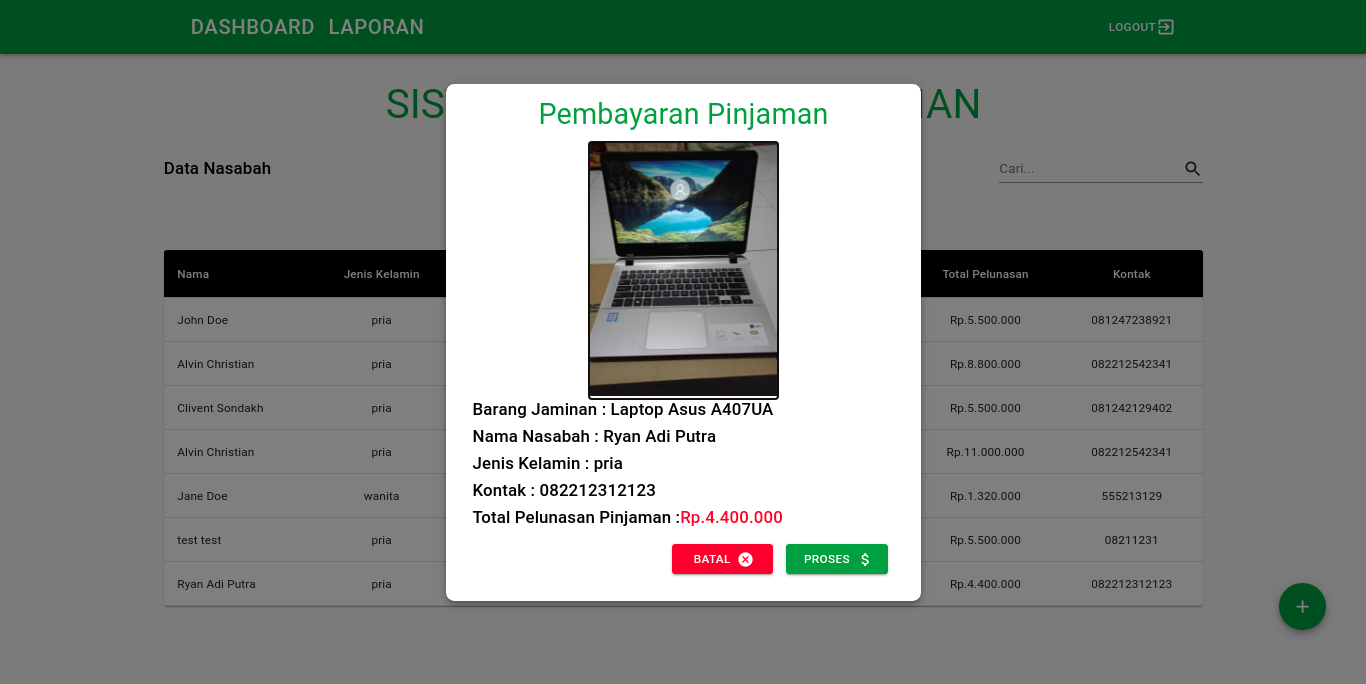 DASHBOARD LAPORAN
LOGOUT
SIS
AN
Pembayaran Pinjaman
Data Nasabah
Cari...
Nama Jenis Kelamin Total Pelunasan Kontak
John Doe pria Rp.5.500.000 081247238921
Alvin Christian pria Rp.8.800.000 082212542341
Clivent Sondakh pria Rp.5.500.000 081242129402
Alvin Christian pria Rp.11.000.000 082212542341
Jane Doe wanita Rp.1.320.000 555213129
test test pria Rp.5.500.000 08211231
Ryan Adi Putra pria Rp.4.400.000 082212312123
Barang Jaminan : Laptop Asus A407UA
Nama Nasabah : Ryan Adi Putra
Jenis Kelamin : pria
Kontak : 082212312123
Total Pelunasan Pinjaman :Rp.4.400.000
BATAL
PROSES $
+